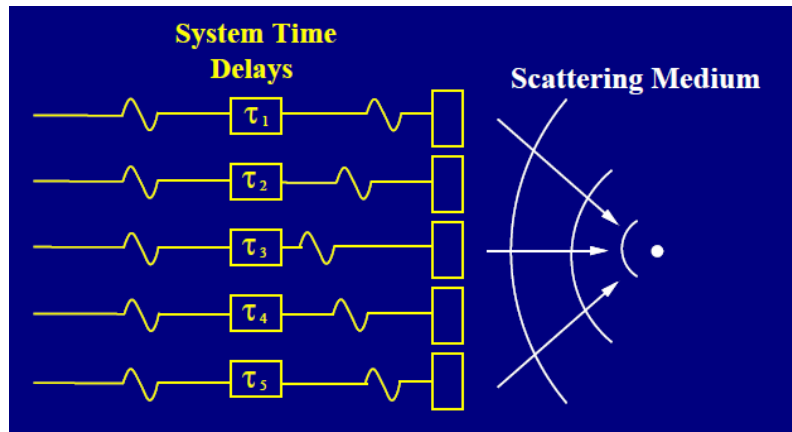 System Time
Delays
Scattering Medium
τ1
τ2
τ3
τ4
τ5